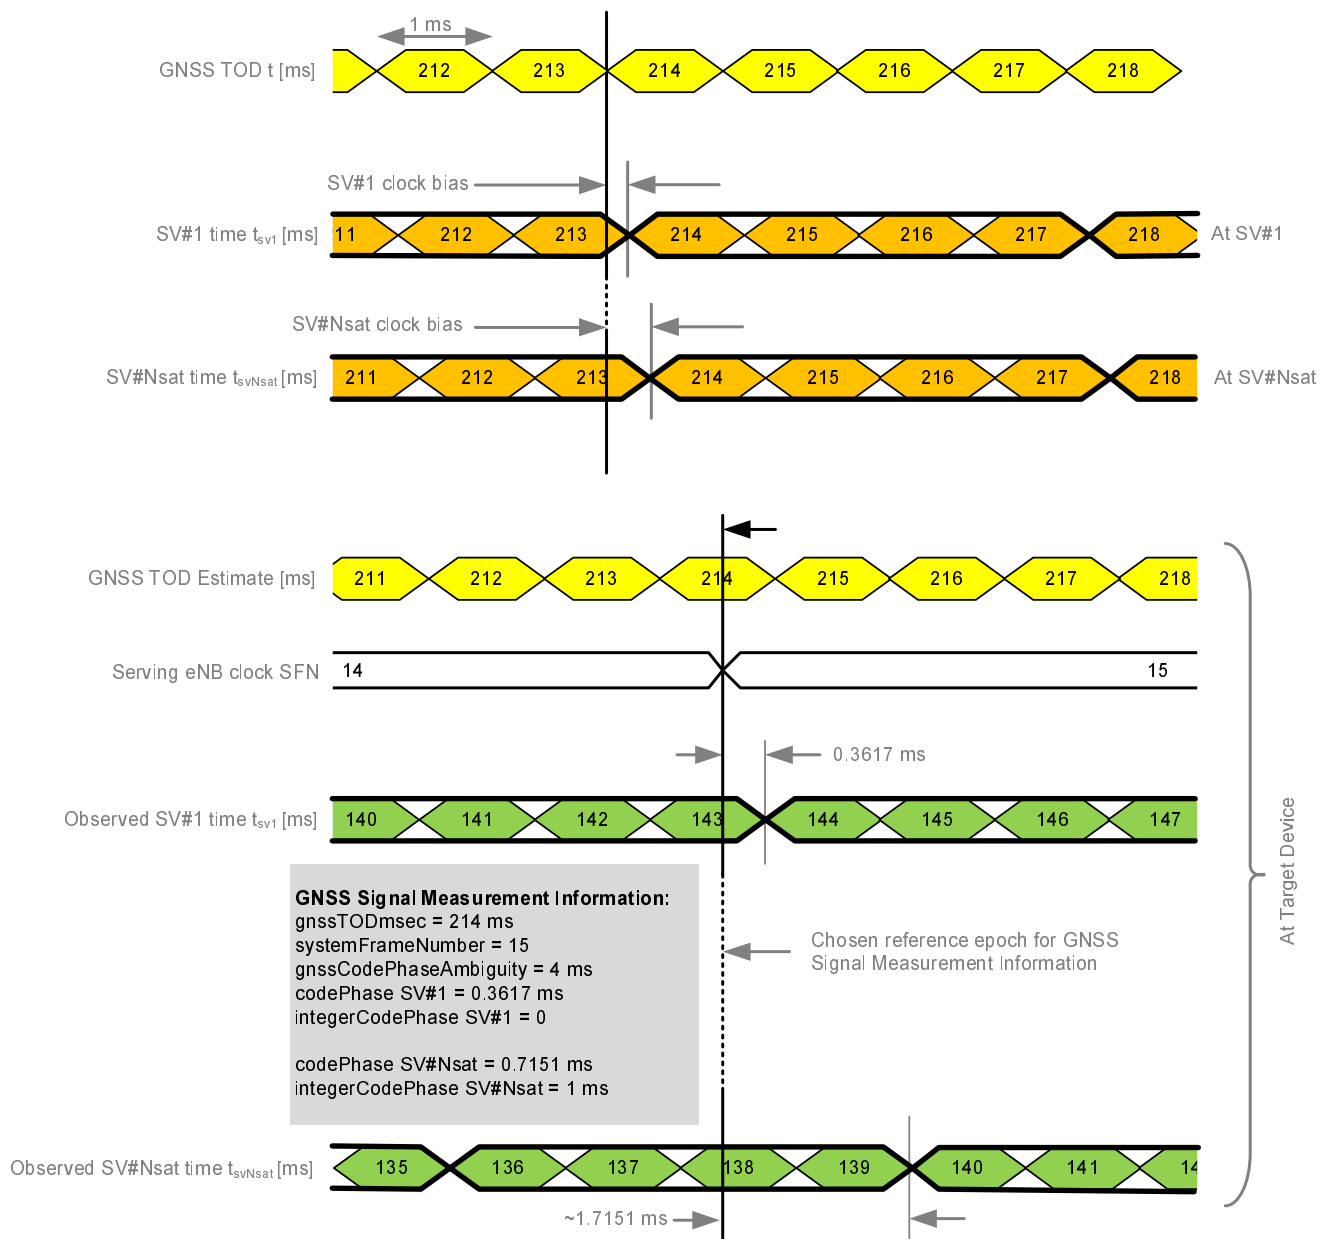 1 ms
GNSS TOD t [ms] 212 213 214 215 216 217 218
SV#1 clock bias
SV#1 time tsv1 [ms] 11 212 213 214 215 216 217 218 At SV#1
SV#Nsat clock bias
SV#Nsat time tsvNsat [ms] 211 212 213 214 215 216 217 218 At SV#Nsat
GNSS TOD Estimate [ms] 211 212 213 214 215 216 217 218
Serving eNB clock SFN 14 15
0.3617 ms
Observed SV#1 time tsv1 [ms] 140 141 142 143 144 145 146 147
At Target Device
GNSS Signal Measurement Information:
gnssTODmsec = 214 ms
systemFrameNumber = 15
gnssCodePhaseAmbiguity = 4 ms
codePhase SV#1 = 0.3617 ms
integerCodePhase SV#1 = 0
codePhase SV#Nsat = 0.7151 ms
integerCodePhase SV#Nsat = 1 ms
Chosen reference epoch for GNSS
Signal Measurement Information
Observed SV#Nsat time tsvNsat [ms] 135 136 137 138 139 140 141 14
~1.7151 ms